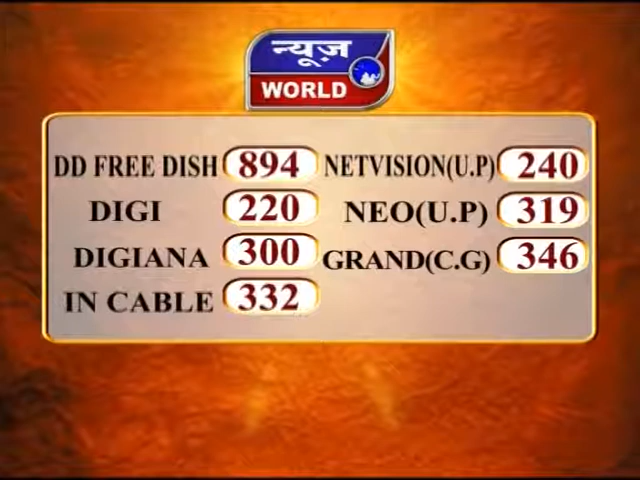 न्यूज़
WORLD
DD FREE DISH 894 NETVISION(U.P) 240
DIGI 220 NEO(U.P) 319
DIGIANA 300 GRAND(C.G) 346
IN CABLE 332